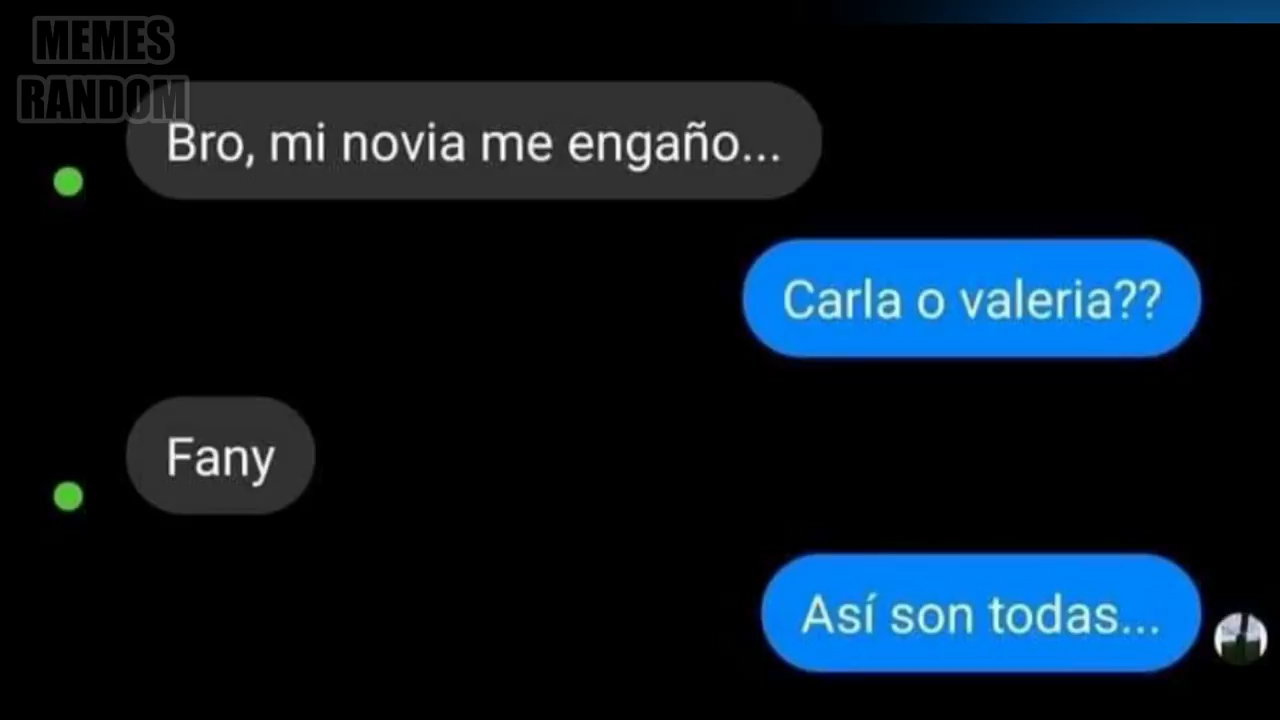 MEMES
RANDOM
Bro, mi novia me engaño...
Carla o valeria??
Fany
Así son todas...